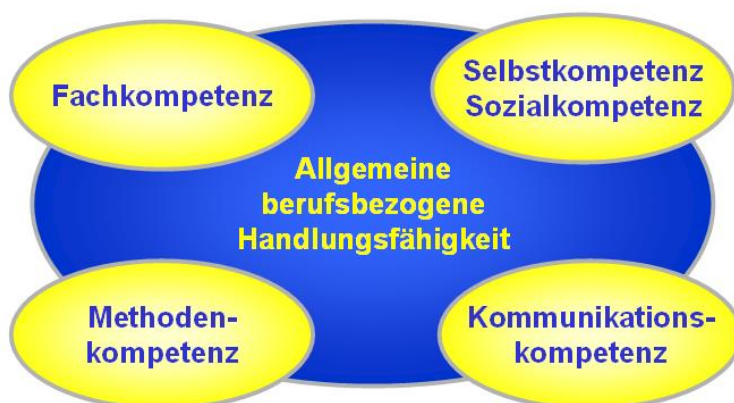 Fachkompetenz
Selbstkompetenz
Sozialkompetenz
Allgemeine
berufsbezogene
Handlungsfähigkeit
Methoden-
kompetenz
Kommunikations-
kompetenz